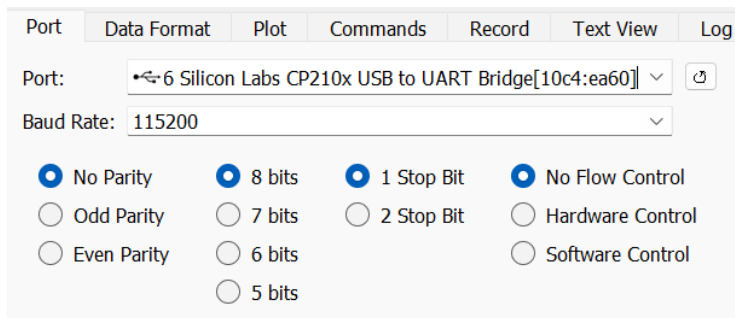 Port Data Format Plot Commands Record Text View Log
Port: 6 Silicon Labs CP210x USB to UART Bridge[10c4:ea60]
Baud Rate: 115200
No Parity 8 bits 1 Stop Bit No Flow Control
Odd Parity 7 bits 2 Stop Bit Hardware Control
Even Parity 6 bits Software Control
5 bits